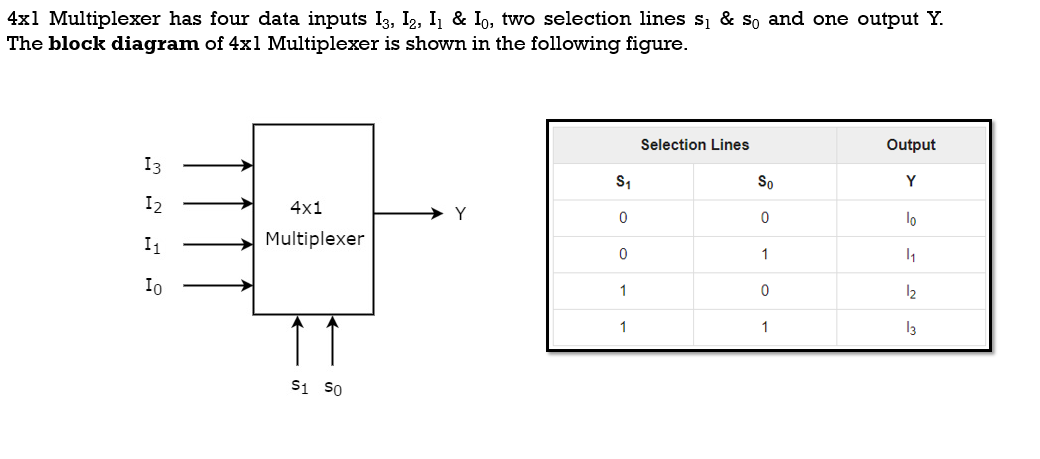 4x1 Multiplexer has four data inputs I₃, I₂, I₁ & I₀, two selection lines s₁ & s₀ and one output Y.
The block diagram of 4x1 Multiplexer is shown in the following figure.
I₃
I₂
I₁
I₀
4x1
Multiplexer
Y
S₁ S₀
Selection Lines Output
S₁ S₀ Y
0 0 I₀
0 1 I₁
1 0 I₂
1 1 I₃